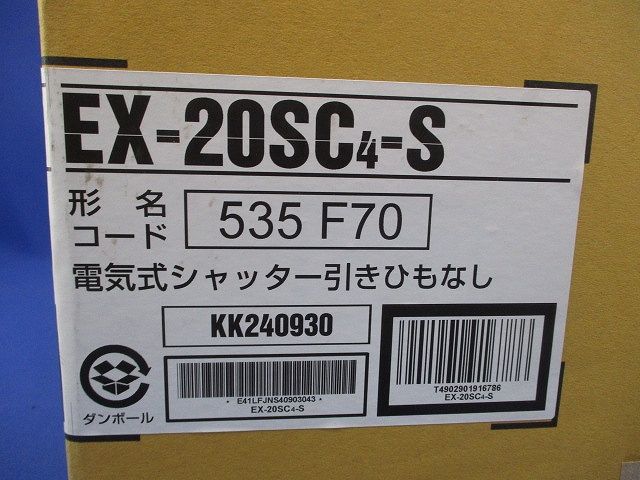 EX-20SC4-S
形名
コード
535 F70
電気式シャッター引きひもなし
KK240930
* E41LFJNS40903043 *
EX-20SC4-S
T4902901916786
EX-20SC4-S
ダンボール